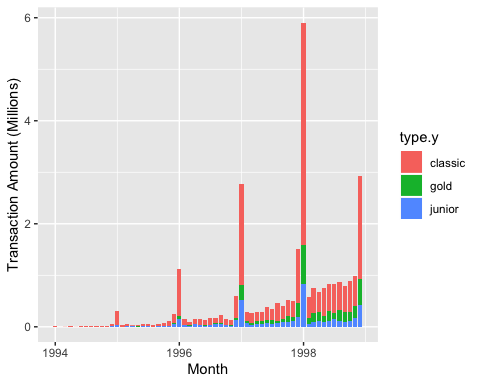 6
4
2
0
Transaction Amount (Millions)
1994
1996
1998
Month
type.y
classic
gold
junior